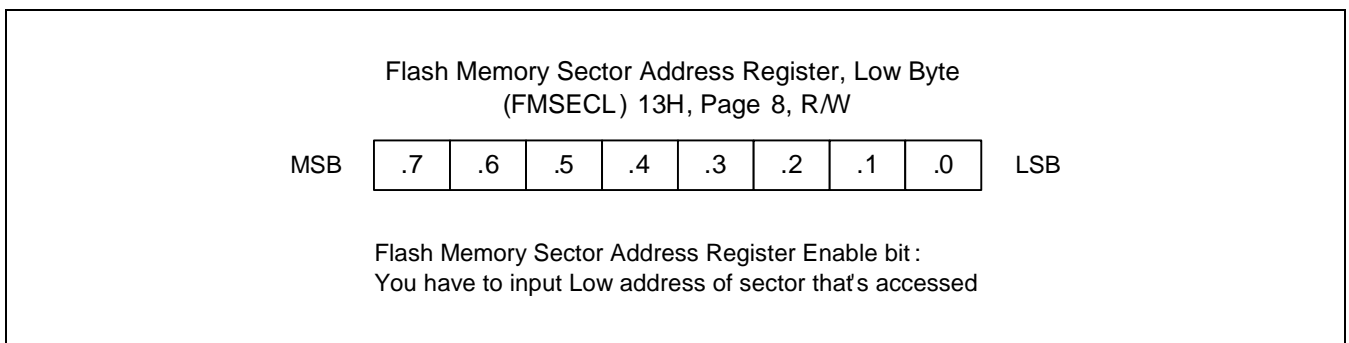 Flash Memory Sector Address Register, Low Byte
(FMSECL) 13H, Page 8, R/W
MSB .7 .6 .5 .4 .3 .2 .1 .0 LSB
Flash Memory Sector Address Register Enable bit :
You have to input Low address of sector that's accessed